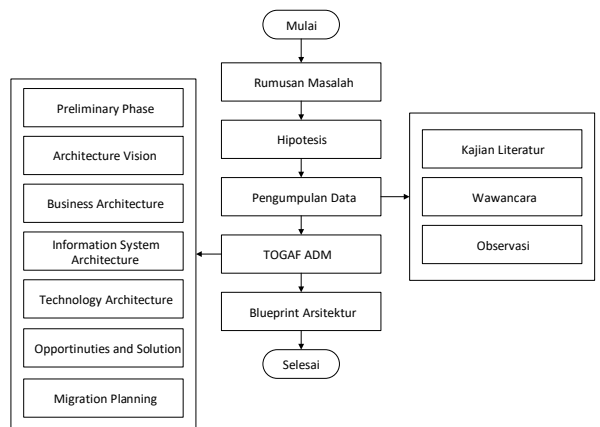 Mulai
Rumusan Masalah
Hipotesis
Pengumpulan Data
TOGAF ADM
Blueprint Arsitektur
Selesai
Preliminary Phase
Architecture Vision
Business Architecture
Information System
Architecture
Technology Architecture
Opportinuties and Solution
Migration Planning
Kajian Literatur
Wawancara
Observasi